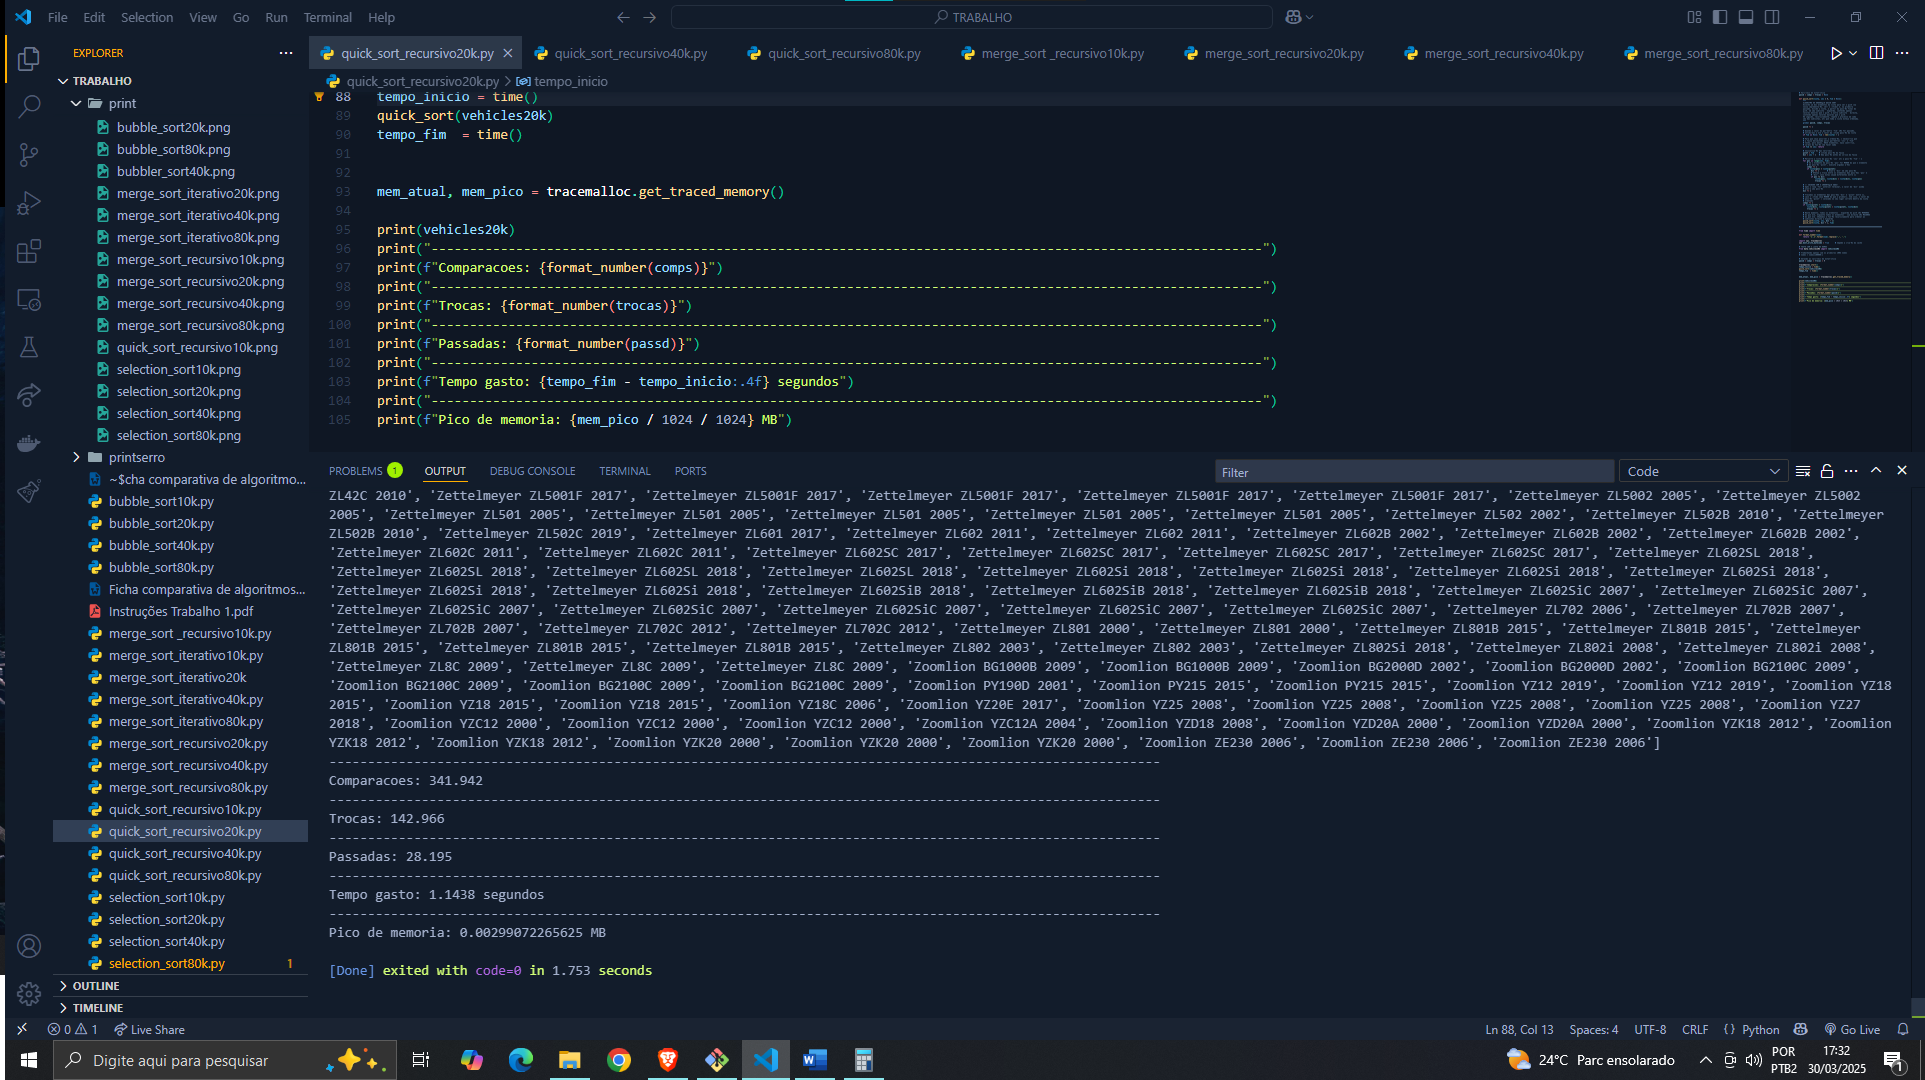 File Edit Selection View Go Run Terminal Help
TRABALHO
EXPLORER
quick_sort_recursivo20k.py
quick_sort_recursivo40k.py
quick_sort_recursivo80k.py
merge_sort _recursivo10k.py
merge_sort_recursivo20k.py
merge_sort_recursivo40k.py
merge_sort_recursivo80k.py
TRABALHO
print
bubble_sort20k.png
bubble_sort80k.png
bubbler_sort40k.png
merge_sort_iterativo20k.png
merge_sort_iterativo40k.png
merge_sort_iterativo80k.png
merge_sort_recursivo10k.png
merge_sort_recursivo20k.png
merge_sort_recursivo40k.png
merge_sort_recursivo80k.png
quick_sort_recursivo10k.png
selection_sort10k.png
selection_sort20k.png
selection_sort40k.png
selection_sort80k.png
printserro
~$cha comparativa de algoritmo...
bubble_sort10k.py
bubble_sort20k.py
bubble_sort40k.py
bubble_sort80k.py
Ficha comparativa de algoritmos...
Instruções Trabalho 1.pdf
merge_sort _recursivo10k.py
merge_sort_iterativo10k.py
merge_sort_iterativo20k
merge_sort_iterativo40k.py
merge_sort_iterativo80k.py
merge_sort_recursivo20k.py
merge_sort_recursivo40k.py
merge_sort_recursivo80k.py
quick_sort_recursivo10k.py
quick_sort_recursivo20k.py
quick_sort_recursivo40k.py
quick_sort_recursivo80k.py
selection_sort10k.py
selection_sort20k.py
selection_sort40k.py
selection_sort80k.py 1
OUTLINE
TIMELINE
quick_sort_recursivo20k.py > tempo_inicio
88 tempo_inicio = time()
89 quick_sort(vehicles20k)
90 tempo_fim  = time()
91
92
93 mem_atual, mem_pico = tracemalloc.get_traced_memory()
94
95 print(vehicles20k)
96 print("------------------------------------------------------------------------------------------------------------")
97 print(f"Comparacoes: {format_number(comps)}")
98 print("------------------------------------------------------------------------------------------------------------")
99 print(f"Trocas: {format_number(trocas)}")
100 print("------------------------------------------------------------------------------------------------------------")
101 print(f"Passadas: {format_number(passd)}")
102 print("------------------------------------------------------------------------------------------------------------")
103 print(f"Tempo gasto: {tempo_fim - tempo_inicio:.4f} segundos")
104 print("------------------------------------------------------------------------------------------------------------")
105 print(f"Pico de memoria: {mem_pico / 1024 / 1024} MB")
PROBLEMS 1 OUTPUT DEBUG CONSOLE TERMINAL PORTS
Filter
Code
ZL42C 2010', 'Zettelmeyer ZL5001F 2017', 'Zettelmeyer ZL5001F 2017', 'Zettelmeyer ZL5001F 2017', 'Zettelmeyer ZL5001F 2017', 'Zettelmeyer ZL5001F 2017', 'Zettelmeyer ZL5002 2005', 'Zettelmeyer ZL5002
2005', 'Zettelmeyer ZL501 2005', 'Zettelmeyer ZL501 2005', 'Zettelmeyer ZL501 2005', 'Zettelmeyer ZL501 2005', 'Zettelmeyer ZL501 2005', 'Zettelmeyer ZL502 2002', 'Zettelmeyer ZL502B 2010', 'Zettelmeyer
ZL502B 2010', 'Zettelmeyer ZL502C 2019', 'Zettelmeyer ZL601 2017', 'Zettelmeyer ZL602 2011', 'Zettelmeyer ZL602 2011', 'Zettelmeyer ZL602B 2002', 'Zettelmeyer ZL602B 2002', 'Zettelmeyer ZL602B 2002',
'Zettelmeyer ZL602C 2011', 'Zettelmeyer ZL602C 2011', 'Zettelmeyer ZL602SC 2017', 'Zettelmeyer ZL602SC 2017', 'Zettelmeyer ZL602SC 2017', 'Zettelmeyer ZL602SC 2017', 'Zettelmeyer ZL602SL 2018',
'Zettelmeyer ZL602SL 2018', 'Zettelmeyer ZL602SL 2018', 'Zettelmeyer ZL602SL 2018', 'Zettelmeyer ZL602Si 2018', 'Zettelmeyer ZL602Si 2018', 'Zettelmeyer ZL602Si 2018', 'Zettelmeyer
ZL602Si 2018', 'Zettelmeyer ZL602Si 2018', 'Zettelmeyer ZL602SiB 2018', 'Zettelmeyer ZL602SiB 2018', 'Zettelmeyer ZL602SiB 2018', 'Zettelmeyer ZL602SiC 2007', 'Zettelmeyer ZL602SiC 2007',
'Zettelmeyer ZL602SiC 2007', 'Zettelmeyer ZL602SiC 2007', 'Zettelmeyer ZL602SiC 2007', 'Zettelmeyer ZL602SiC 2007', 'Zettelmeyer ZL602SiC 2007', 'Zettelmeyer ZL702 2006', 'Zettelmeyer ZL702B 2007',
'Zettelmeyer ZL702B 2007', 'Zettelmeyer ZL702C 2012', 'Zettelmeyer ZL702C 2012', 'Zettelmeyer ZL801 2000', 'Zettelmeyer ZL801 2000', 'Zettelmeyer ZL801B 2015', 'Zettelmeyer ZL801B 2015', 'Zettelmeyer
ZL801B 2015', 'Zettelmeyer ZL801B 2015', 'Zettelmeyer ZL801B 2015', 'Zettelmeyer ZL802 2003', 'Zettelmeyer ZL802 2003', 'Zettelmeyer ZL802Si 2018', 'Zettelmeyer ZL802i 2008', 'Zettelmeyer ZL802i 2008',
'Zettelmeyer ZL8C 2009', 'Zettelmeyer ZL8C 2009', 'Zettelmeyer ZL8C 2009', 'Zoomlion BG1000B 2009', 'Zoomlion BG1000B 2009', 'Zoomlion BG2000D 2002', 'Zoomlion BG2000D 2002', 'Zoomlion BG2100C 2009',
'Zoomlion BG2100C 2009', 'Zoomlion BG2100C 2009', 'Zoomlion BG2100C 2009', 'Zoomlion PY190D 2001', 'Zoomlion PY215 2015', 'Zoomlion PY215 2015', 'Zoomlion YZ12 2019', 'Zoomlion YZ12 2019', 'Zoomlion YZ18
2015', 'Zoomlion YZ18 2015', 'Zoomlion YZ18 2015', 'Zoomlion YZ18C 2006', 'Zoomlion YZ20E 2017', 'Zoomlion YZ25 2008', 'Zoomlion YZ25 2008', 'Zoomlion YZ25 2008', 'Zoomlion YZ25 2008', 'Zoomlion YZ27
2018', 'Zoomlion YZC12 2000', 'Zoomlion YZC12 2000', 'Zoomlion YZC12 2000', 'Zoomlion YZC12A 2004', 'Zoomlion YZD18 2008', 'Zoomlion YZD20A 2000', 'Zoomlion YZD20A 2000', 'Zoomlion YZK18 2012', 'Zoomlion
YZK18 2012', 'Zoomlion YZK18 2012', 'Zoomlion YZK20 2000', 'Zoomlion YZK20 2000', 'Zoomlion YZK20 2000', 'Zoomlion ZE230 2006', 'Zoomlion ZE230 2006', 'Zoomlion ZE230 2006']
------------------------------------------------------------------------------------------------------------
Comparacoes: 341.942
------------------------------------------------------------------------------------------------------------
Trocas: 142.966
------------------------------------------------------------------------------------------------------------
Passadas: 28.195
------------------------------------------------------------------------------------------------------------
Tempo gasto: 1.1438 segundos
------------------------------------------------------------------------------------------------------------
Pico de memoria: 0.00299072265625 MB
[Done] exited with code=0 in 1.753 seconds
0 1 Live Share
Ln 88, Col 13 Spaces: 4 UTF-8 CRLF {} Python Go Live
Digite aqui para pesquisar
24°C Parc ensolarado
POR
PTB2
17:32
30/03/2025
1